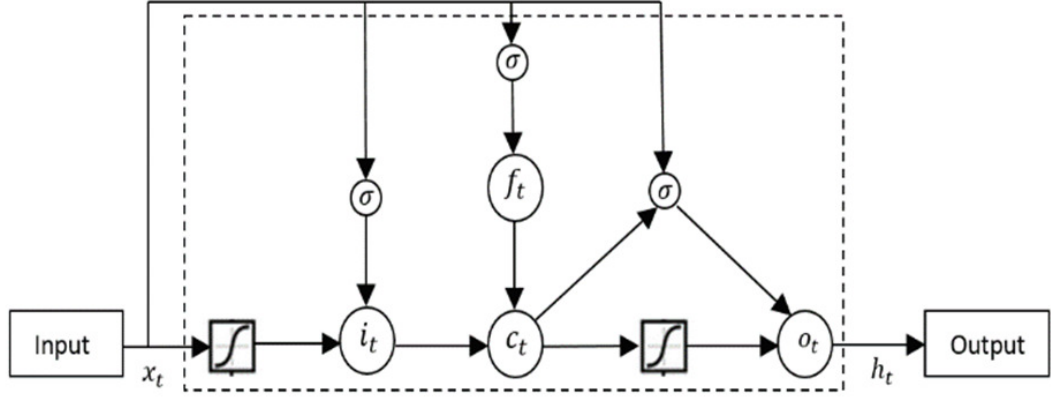 σ
σ
f_t
σ
Input
x_t
i_t
c_t
o_t
h_t
Output